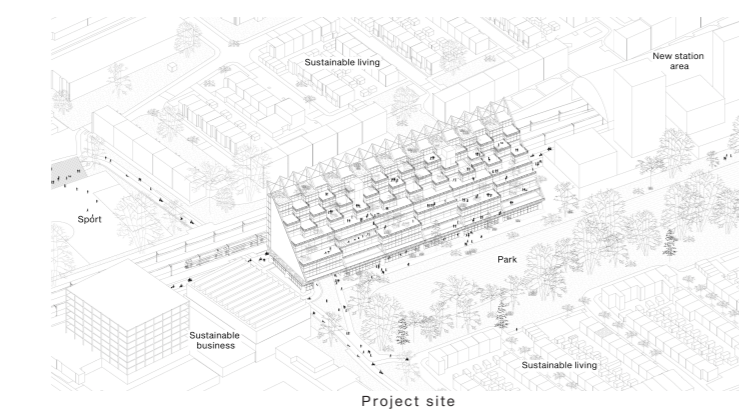 Sustainable living
New station
area
Sport
Park
Sustainable
business
Sustainable living
Project site